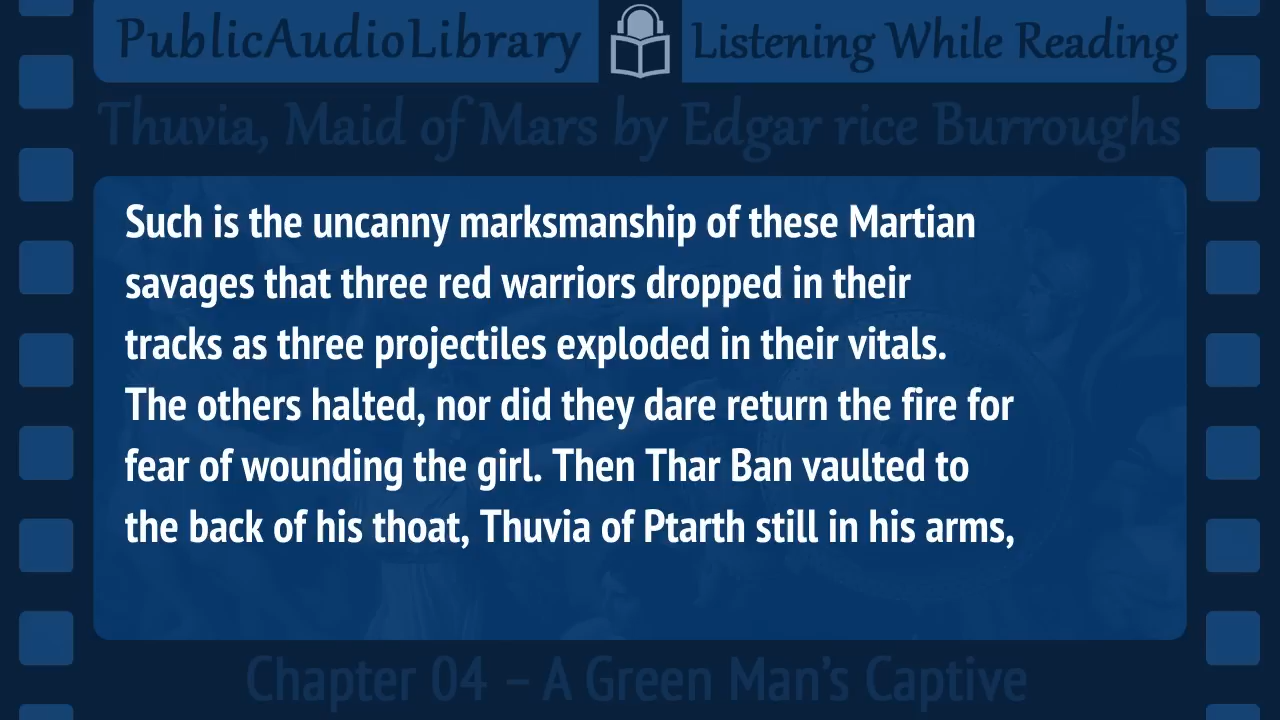 PublicAudioLibrary Listening While Reading
Thuvia, Maid of Mars by Edgar rice Burroughs
Such is the uncanny marksmanship of these Martian
savages that three red warriors dropped in their
tracks as three projectiles exploded in their vitals.
The others halted, nor did they dare return the fire for
fear of wounding the girl. Then Thar Ban vaulted to
the back of his thoat, Thuvia of Ptarth still in his arms,
Chapter 04 – A Green Man’s Captive